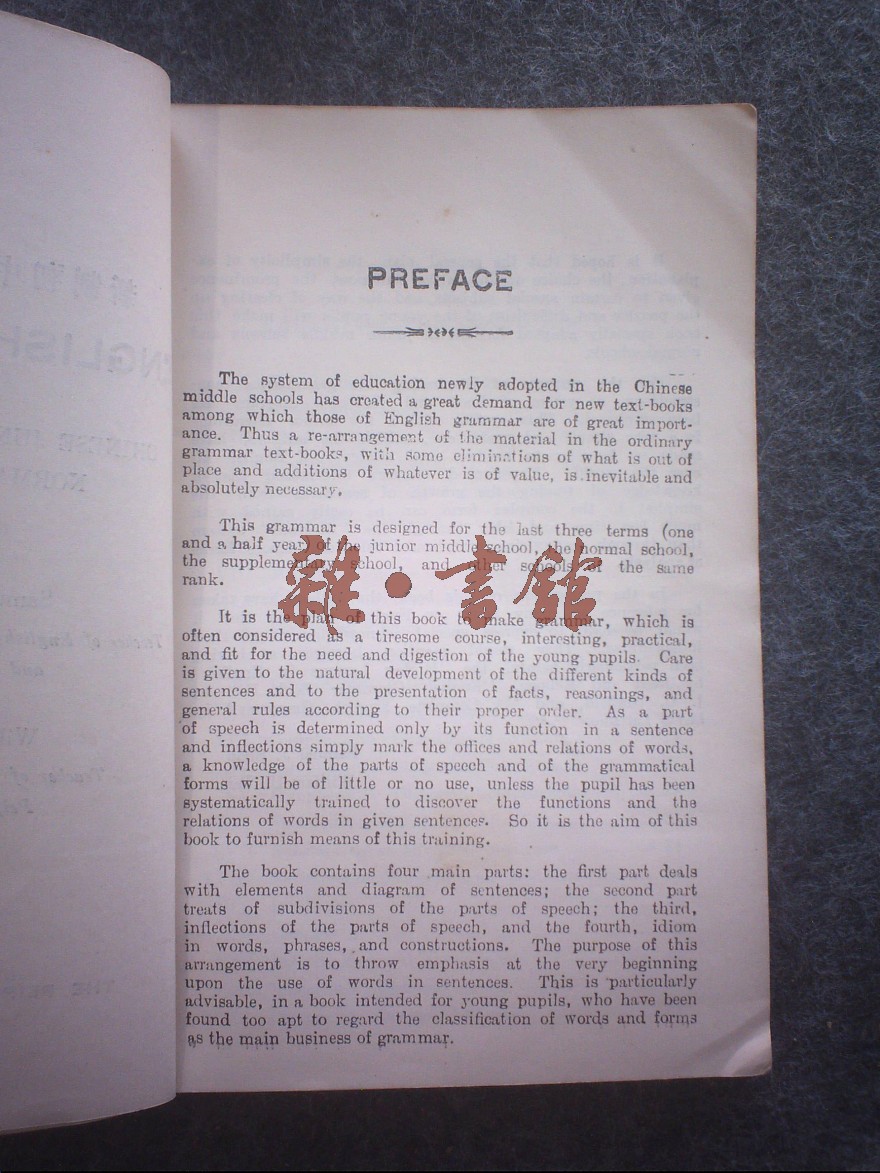 PREFACE
The system of education newly adopted in the Chinese
middle schools has created a great demand for new text-books
among which those of English grammar are of great import-
ance. Thus a re-arrangement of the material in the ordinary
grammar text-books, with some eliminations of what is out of
place and additions of whatever is of value, is inevitable and
absolutely necessary.
This grammar is designed for the last three terms (one
and a half year) of the junior middle school, the normal school,
the supplementary school, and other schools of the same
rank.
It is the plan of this book to make grammar, which is
often considered as a tiresome course, interesting, practical,
and fit for the need and digestion of the young pupils. Care
is given to the natural development of the different kinds of
sentences and to the presentation of facts, reasonings, and
general rules according to their proper order. As a part
of speech is determined only by its function in a sentence
and inflections simply mark the offices and relations of words,
a knowledge of the parts of speech and of the grammatical
forms will be of little or no use, unless the pupil has been
systematically trained to discover the functions and the
relations of words in given sentences. So it is the aim of this
book to furnish means of this training.
The book contains four main parts: the first part deals
with elements and diagram of sentences; the second part
treats of subdivisions of the parts of speech; the third,
inflections of the parts of speech, and the fourth, idiom
in words, phrases, and constructions. The purpose of this
arrangement is to throw emphasis at the very beginning
upon the use of words in sentences. This is particularly
advisable, in a book intended for young pupils, who have been
found too apt to regard the classification of words and forms
as the main business of grammar.
雜·書館